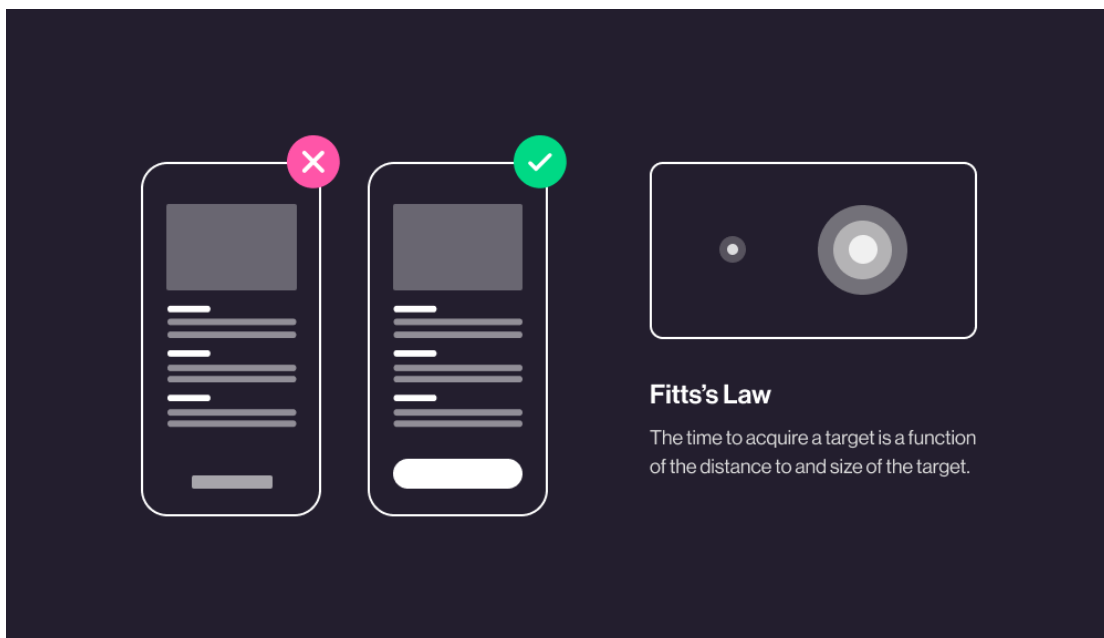 Fitts’s Law
The time to acquire a target is a function
of the distance to and size of the target.